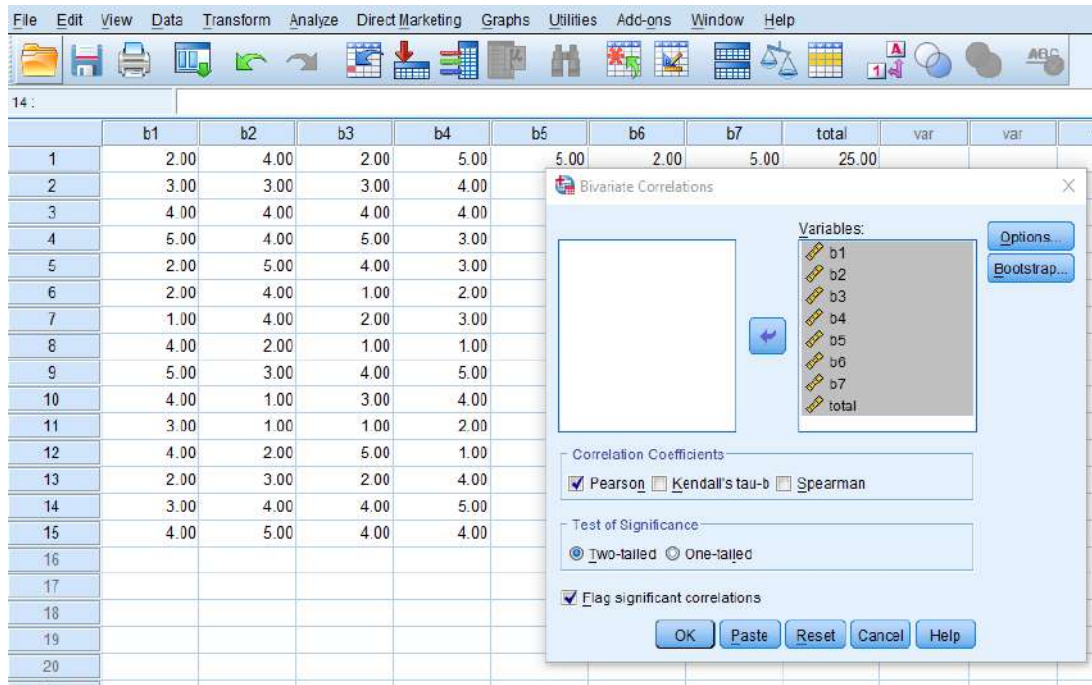 File Edit View Data Transform Analyze Direct Marketing Graphs Utilities Add-ons Window Help
A
1
14 :
b1 b2 b3 b4 b5 b6 b7 total var var
1 2.00 4.00 2.00 5.00 5.00 2.00 5.00 25.00
2 3.00 3.00 3.00 4.00
3 4.00 4.00 4.00 4.00
4 5.00 4.00 5.00 3.00
5 2.00 5.00 4.00 3.00
6 2.00 4.00 1.00 2.00
7 1.00 4.00 2.00 3.00
8 4.00 2.00 1.00 1.00
9 5.00 3.00 4.00 5.00
10 4.00 1.00 3.00 4.00
11 3.00 1.00 1.00 2.00
12 4.00 2.00 5.00 1.00
13 2.00 3.00 2.00 4.00
14 3.00 4.00 4.00 5.00
15 4.00 5.00 4.00 4.00
16
17
18
19
20
Bivariate Correlations
Variables:
b1
b2
b3
b4
b5
b6
b7
total
Options...
Bootstrap...
Correlation Coefficients
Pearson Kendall's tau-b Spearman
Test of Significance
Two-tailed One-tailed
Flag significant correlations
OK Paste Reset Cancel Help